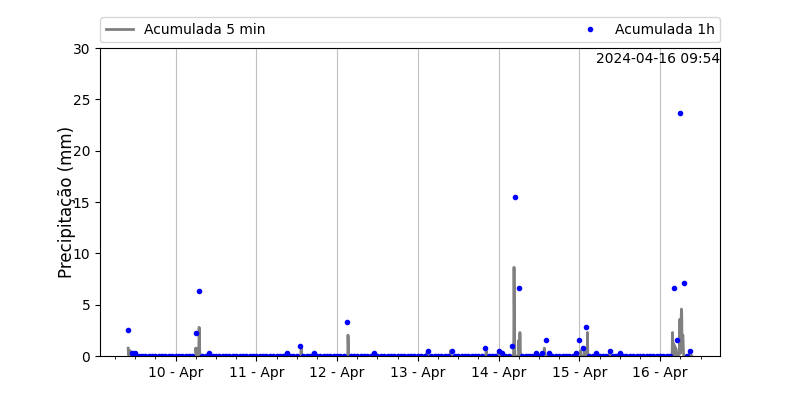 Acumulada 5 min
Acumulada 1h
2024-04-16 09:54
Precipitação (mm)
30
25
20
15
10
5
0
10 - Apr
11 - Apr
12 - Apr
13 - Apr
14 - Apr
15 - Apr
16 - Apr